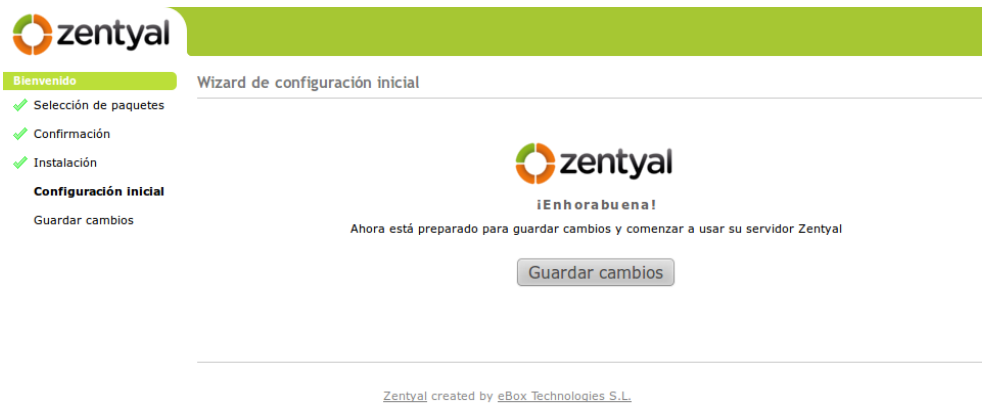 zentyal
Bienvenido
Selección de paquetes
Confirmación
Instalación
Configuración inicial
Guardar cambios
Wizard de configuración inicial
zentyal
¡Enhorabuena!
Ahora está preparado para guardar cambios y comenzar a usar su servidor Zentyal
Guardar cambios
Zentyal created by eBox Technologies S.L.